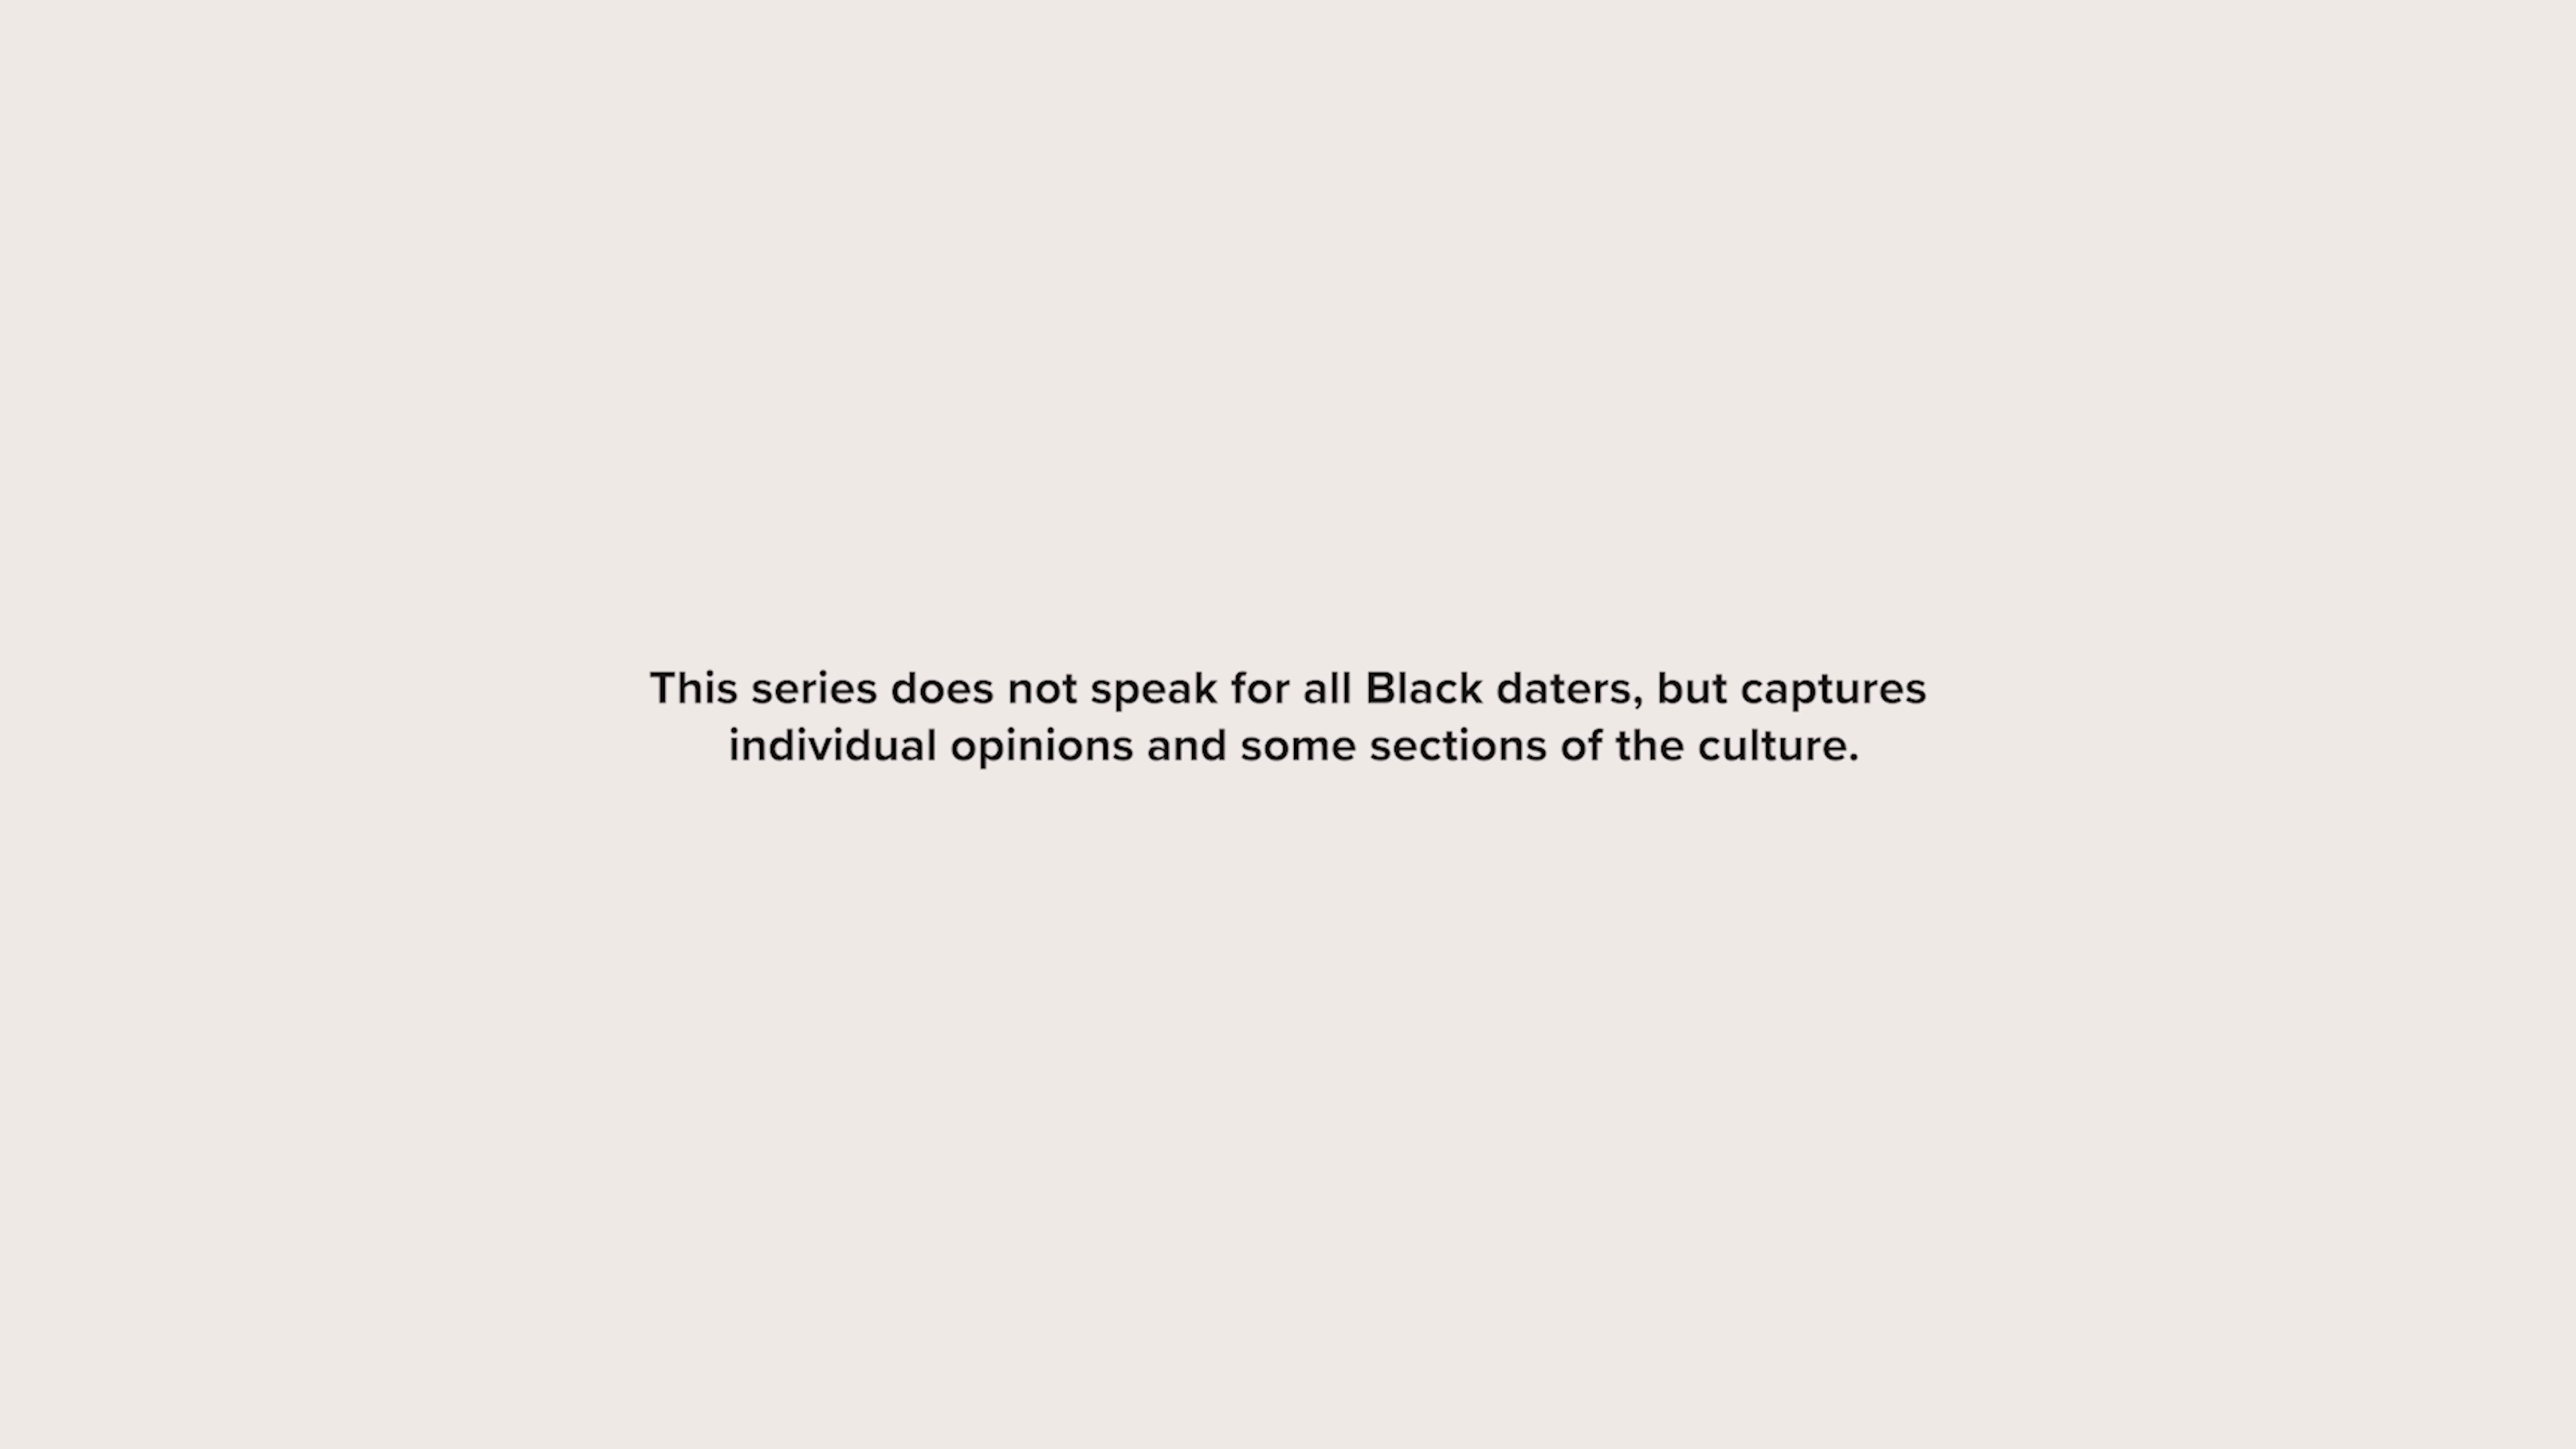 This series does not speak for all Black daters, but captures
individual opinions and some sections of the culture.